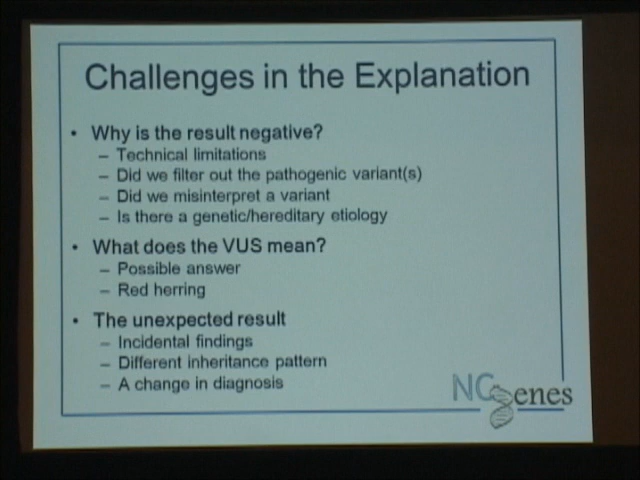 Challenges in the Explanation
• Why is the result negative?
– Technical limitations
– Did we filter out the pathogenic variant(s)
– Did we misinterpret a variant
– Is there a genetic/hereditary etiology
• What does the VUS mean?
– Possible answer
– Red herring
• The unexpected result
– Incidental findings
– Different inheritance pattern
– A change in diagnosis
NCgenes